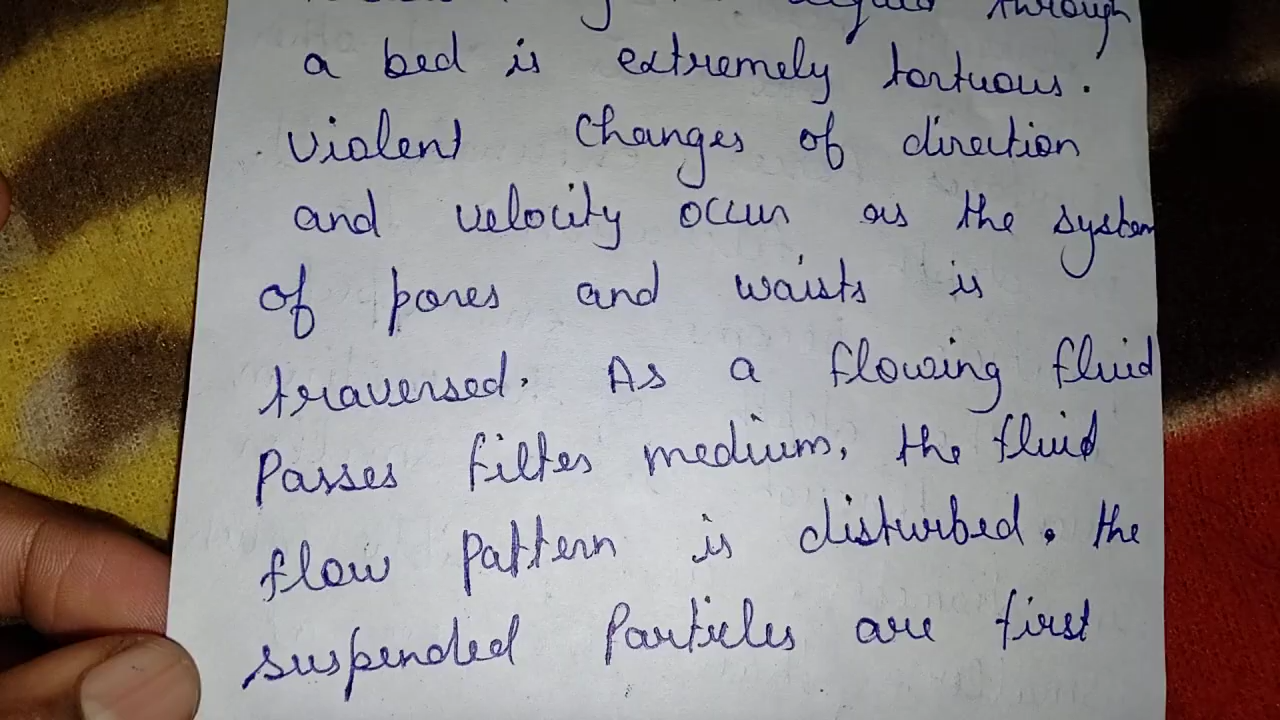 through
a bed is extremely tortuous.
violent changes of direction
and velocity occur as the system
of pores and waists is
traversed. As a flowing fluid
Passes filter medium, the fluid
flow pattern is disturbed. the
suspended Particles are first